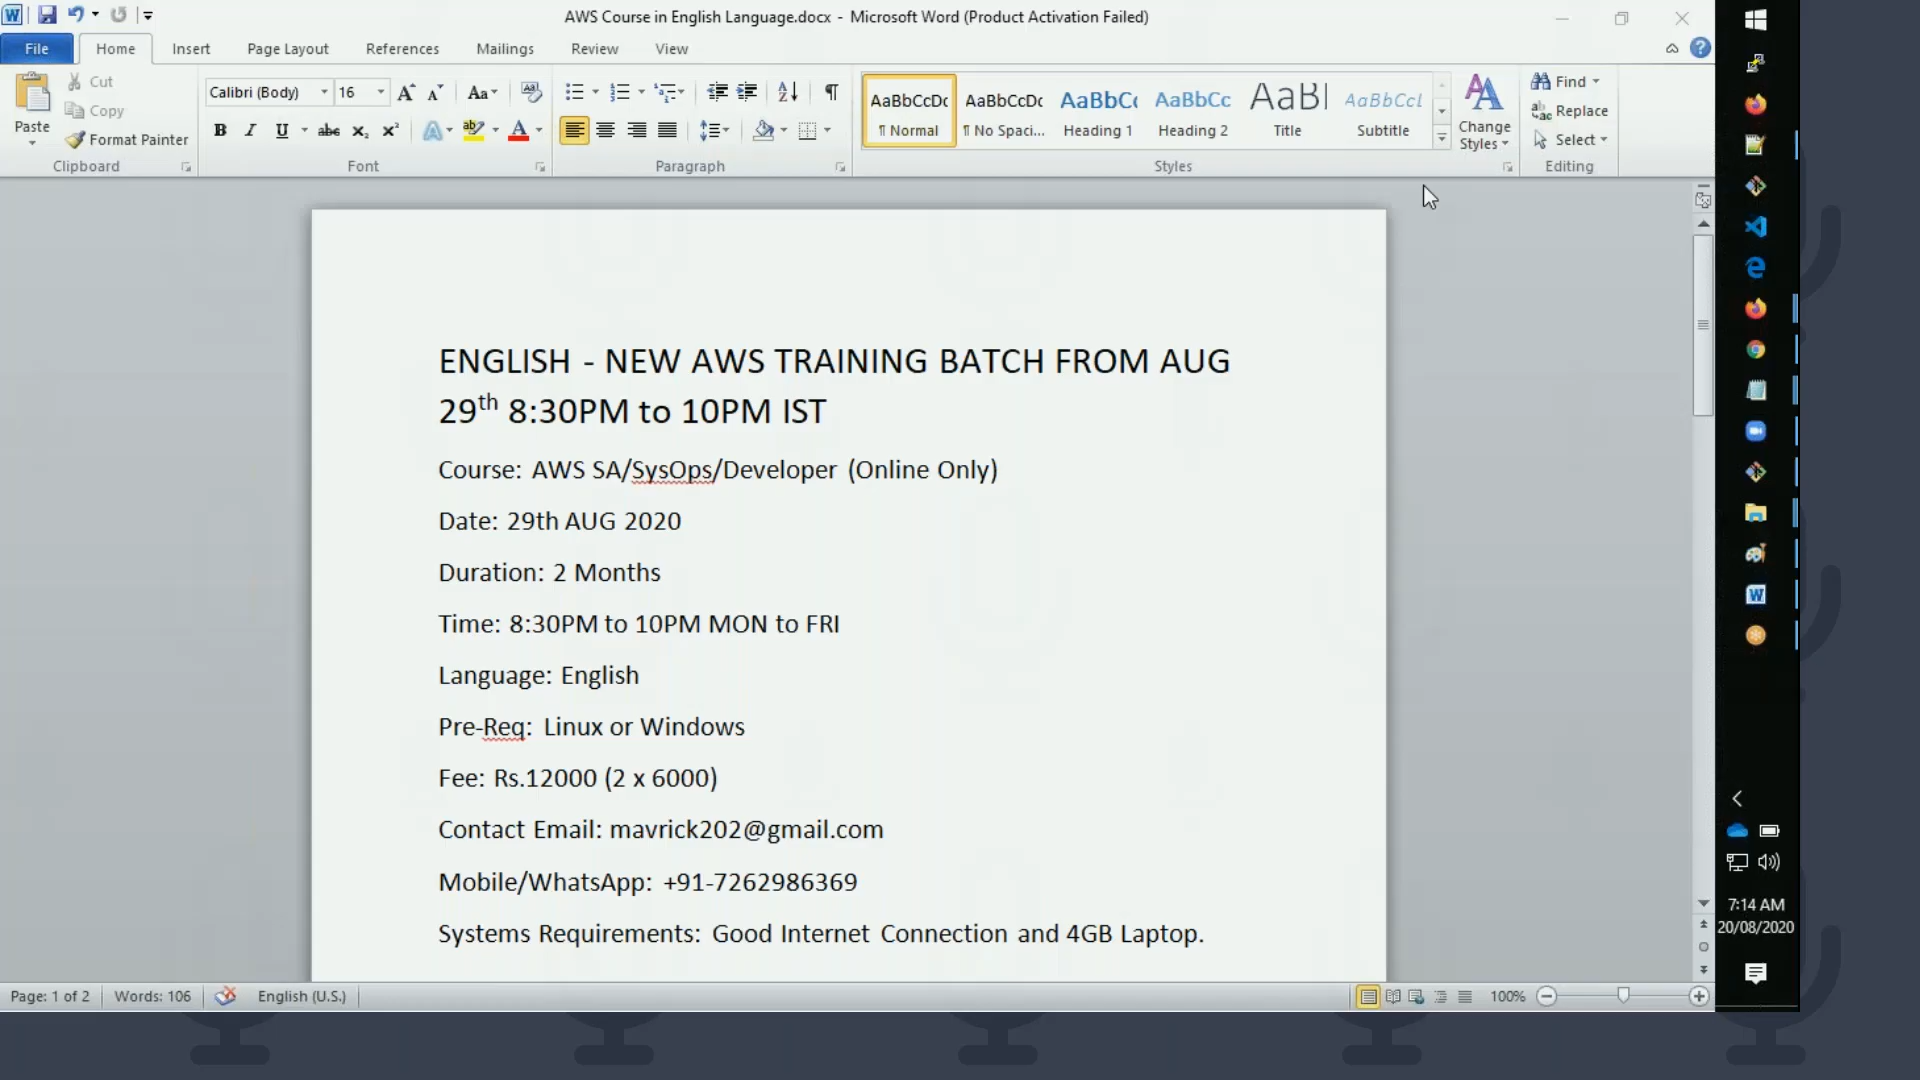 AWS Course in English Language.docx - Microsoft Word (Product Activation Failed)
File Home Insert Page Layout References Mailings Review View
Paste
Cut
Copy
Format Painter
Clipboard
Calibri (Body) 16
Font
Paragraph
AaBbCcDc AaBbCcDc AaBbC( AaBbCc AaBl AaBbCcl
¶ Normal ¶ No Spaci... Heading 1 Heading 2 Title Subtitle
Change
Styles
Styles
Find
Replace
Select
Editing
ENGLISH - NEW AWS TRAINING BATCH FROM AUG
29th 8:30PM to 10PM IST
Course: AWS SA/SysOps/Developer (Online Only)
Date: 29th AUG 2020
Duration: 2 Months
Time: 8:30PM to 10PM MON to FRI
Language: English
Pre-Req: Linux or Windows
Fee: Rs.12000 (2 x 6000)
Contact Email: mavrick202@gmail.com
Mobile/WhatsApp: +91-7262986369
Systems Requirements: Good Internet Connection and 4GB Laptop.
Page: 1 of 2 Words: 106 English (U.S.) 100%
7:14 AM
20/08/2020